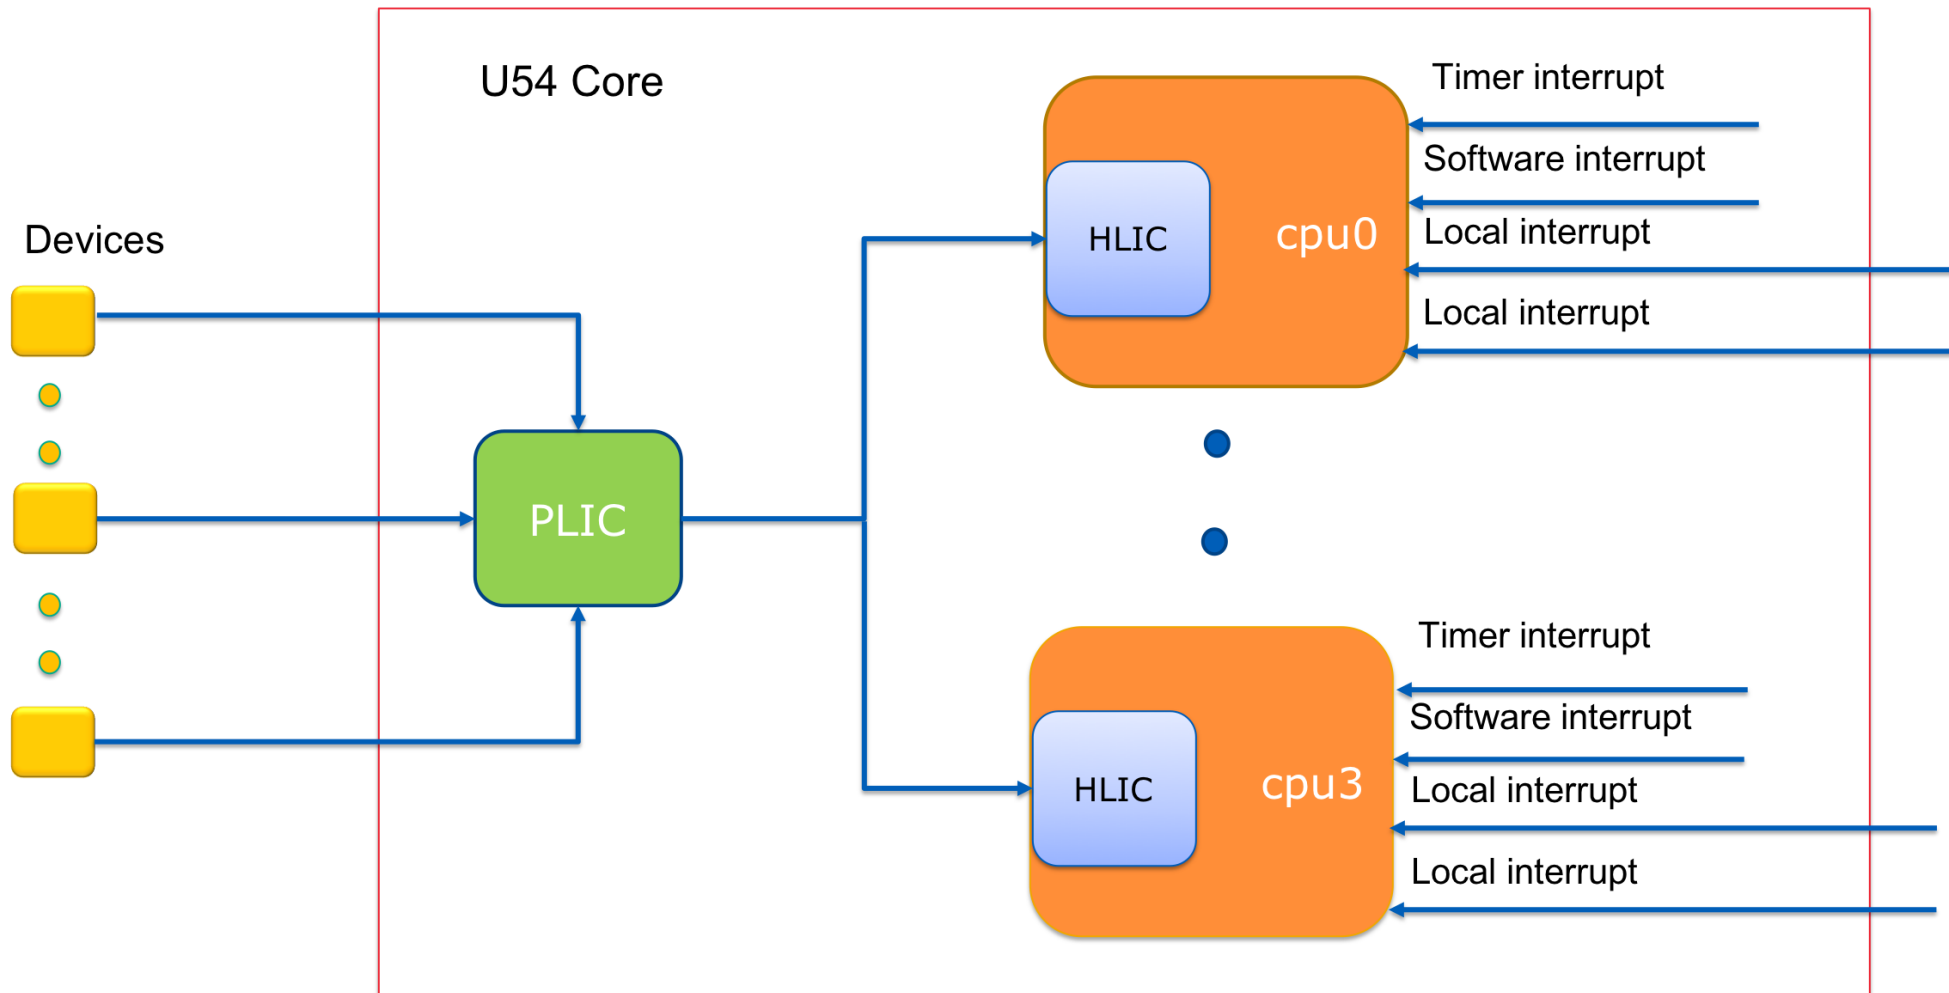 U54 Core
Devices
PLIC
HLIC
cpu0
Timer interrupt
Software interrupt
Local interrupt
Local interrupt
HLIC
cpu3
Timer interrupt
Software interrupt
Local interrupt
Local interrupt